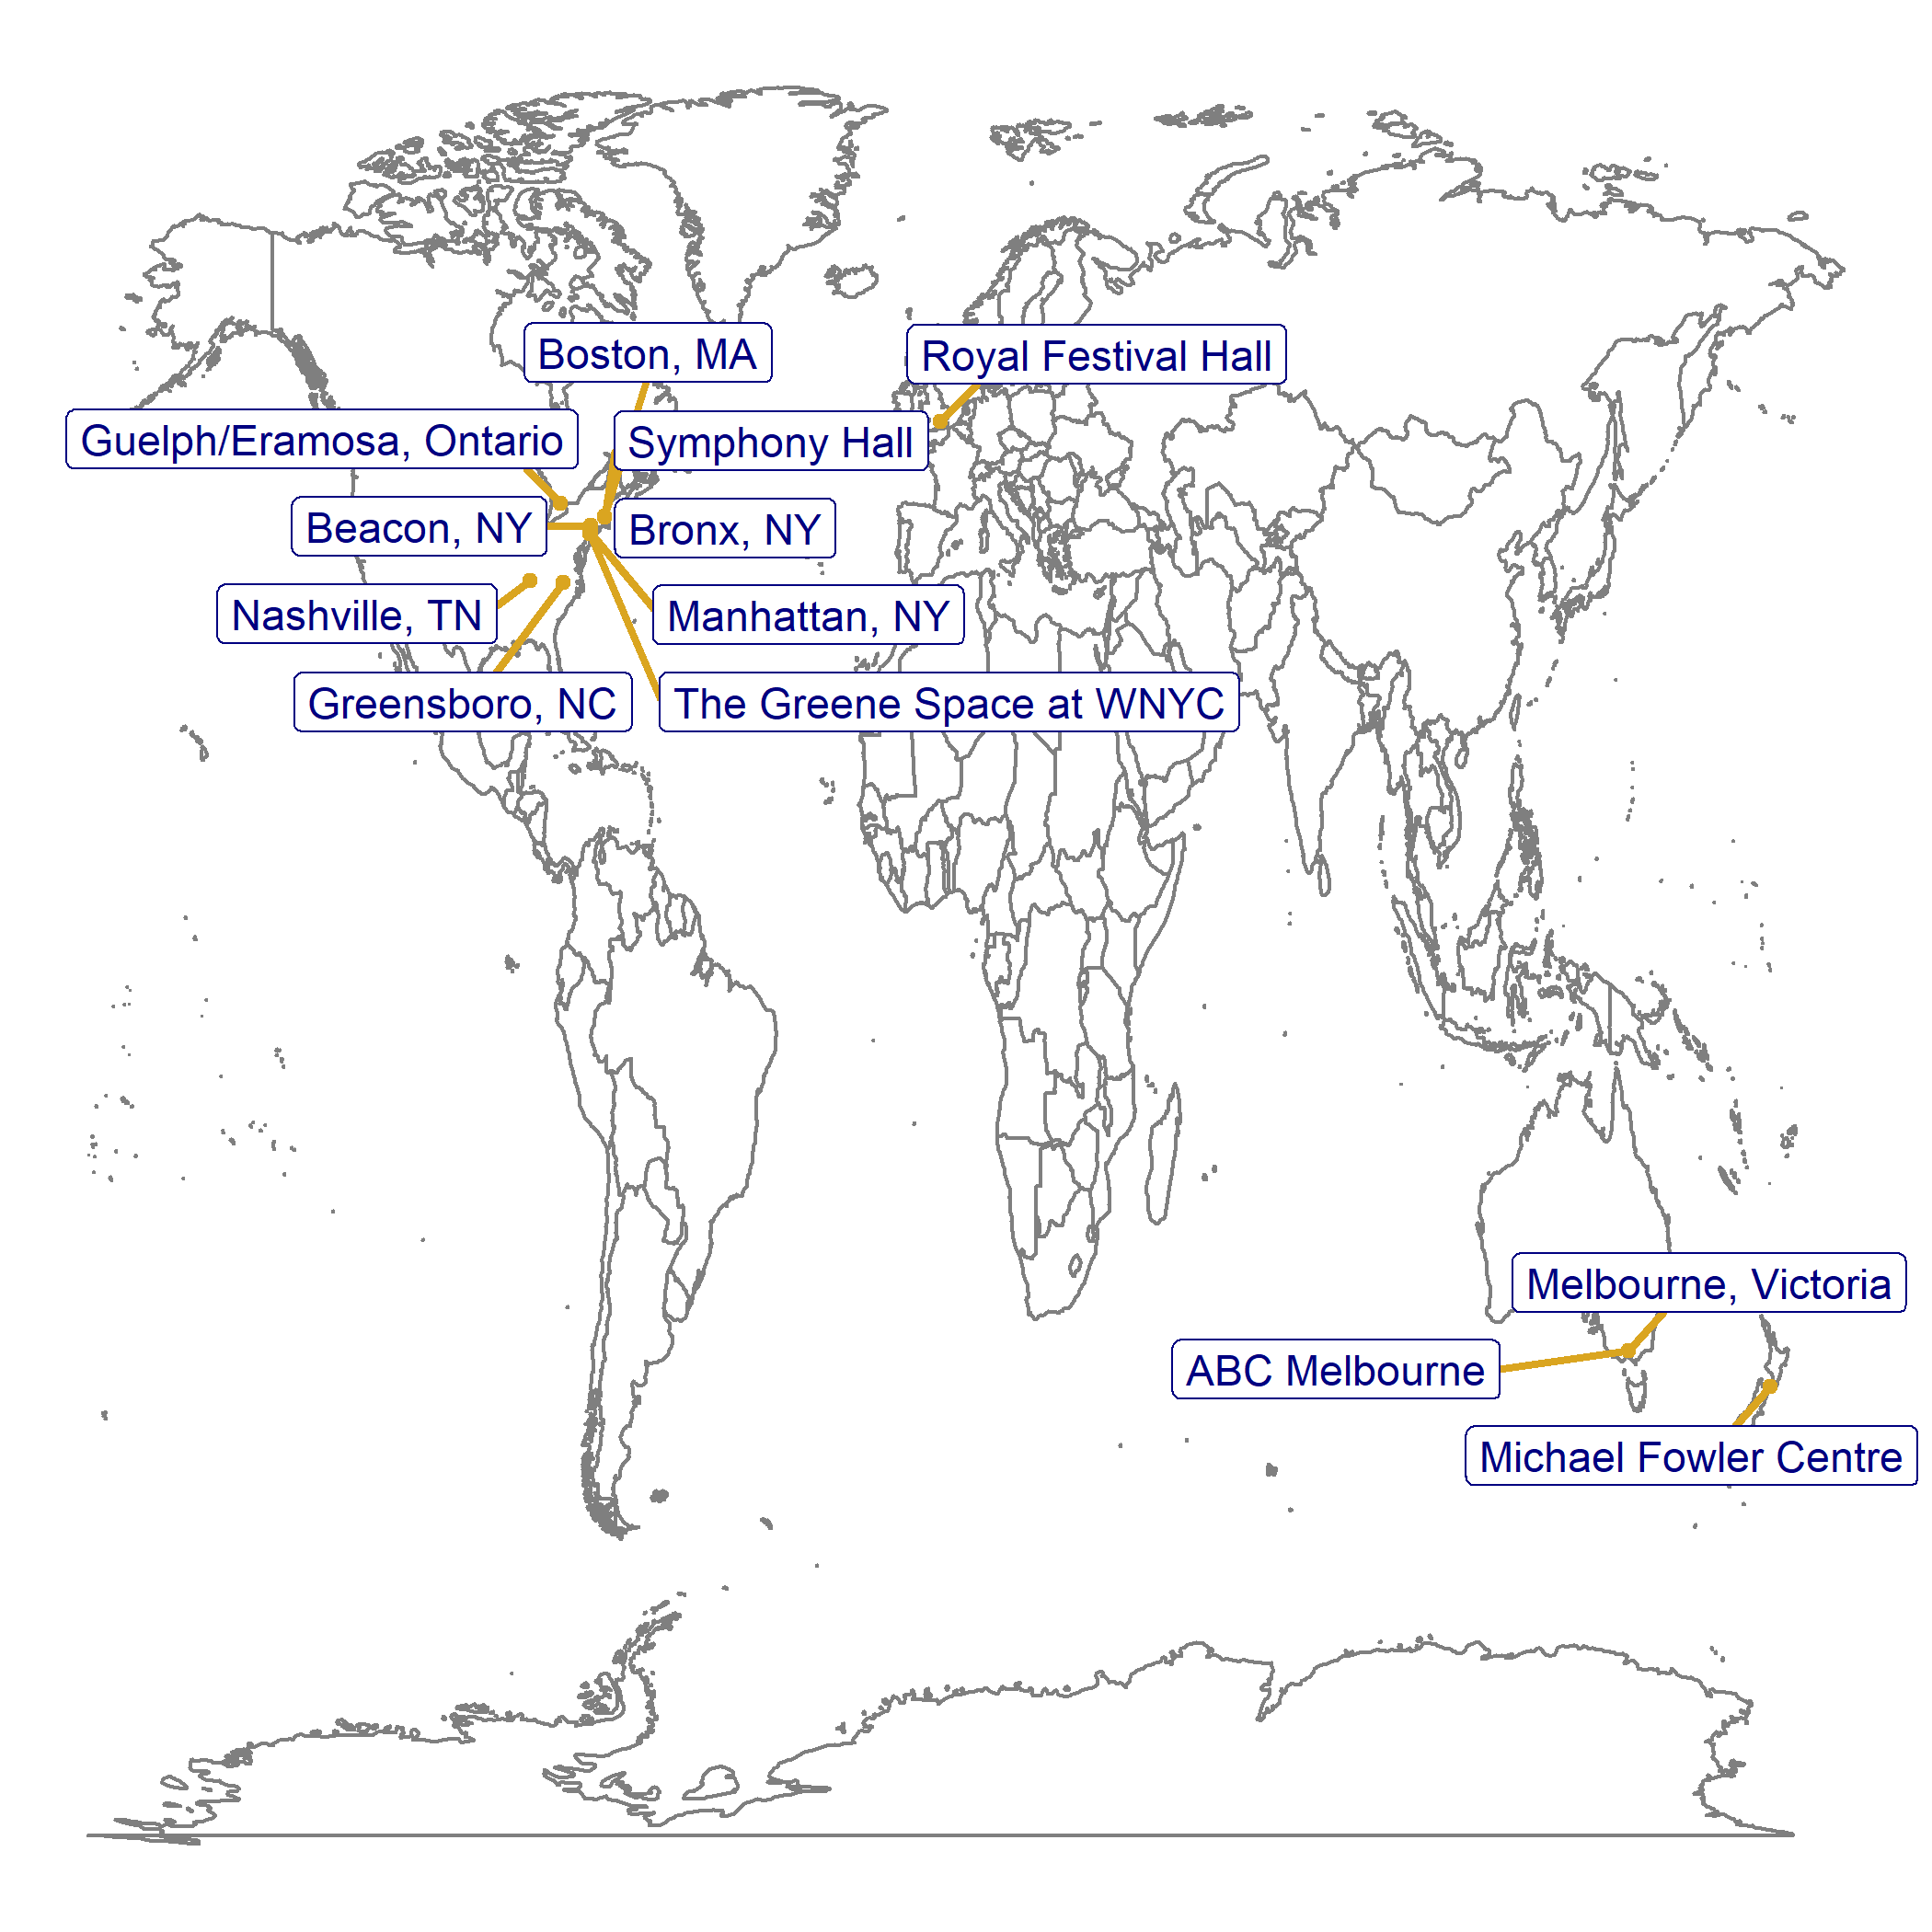 Boston, MA
Royal Festival Hall
Guelph/Eramosa, Ontario
Symphony Hall
Beacon, NY
Bronx, NY
Nashville, TN
Manhattan, NY
Greensboro, NC
The Greene Space at WNYC
Melbourne, Victoria
ABC Melbourne
Michael Fowler Centre